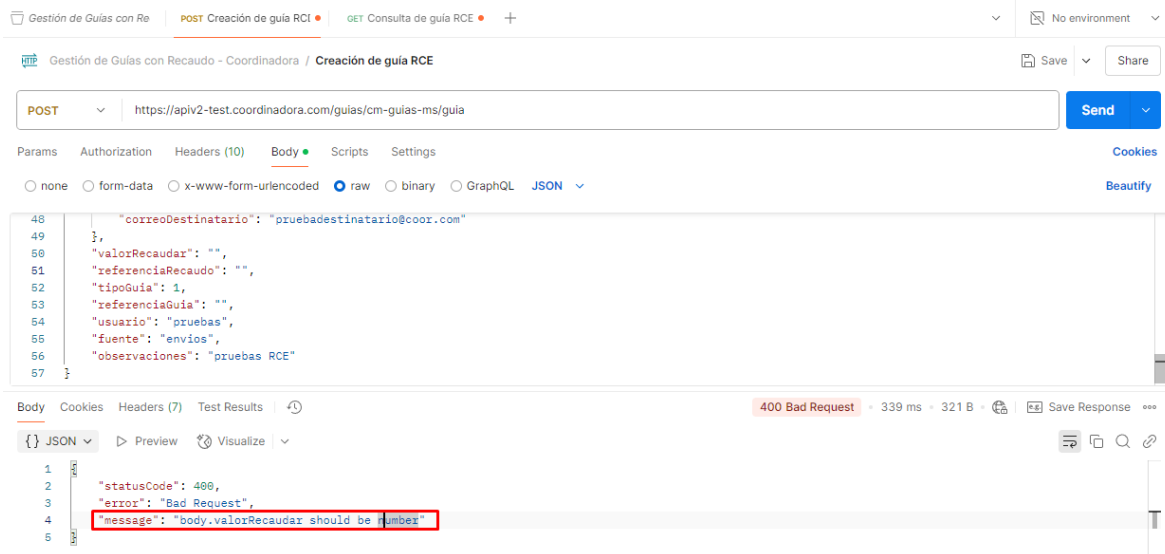 Gestión de Guías con Re POST Creación de guía RCE GET Consulta de guía RCE No environment
HTTP Gestión de Guías con Recaudo - Coordinadora / Creación de guía RCE Save Share
POST https://apiv2-test.coordinadora.com/guias/cm-guias-ms/guia Send
Params Authorization Headers (10) Body Scripts Settings Cookies
none form-data x-www-form-urlencoded raw binary GraphQL JSON Beautify
48 "correoDestinatario": "pruebadestinatario@coor.com"
49 },
50 "valorRecaudar": "",
51 "referenciaRecaudo": "",
52 "tipoGuia": 1,
53 "referenciaGuia": "",
54 "usuario": "pruebas",
55 "fuente": "envios",
56 "observaciones": "pruebas RCE"
57 }
Body Cookies Headers (7) Test Results 400 Bad Request 339 ms 321 B e.g. Save Response
{} JSON Preview Visualize
1 {
2 "statusCode": 400,
3 "error": "Bad Request",
4 "message": "body.valorRecaudar should be number"
5 }